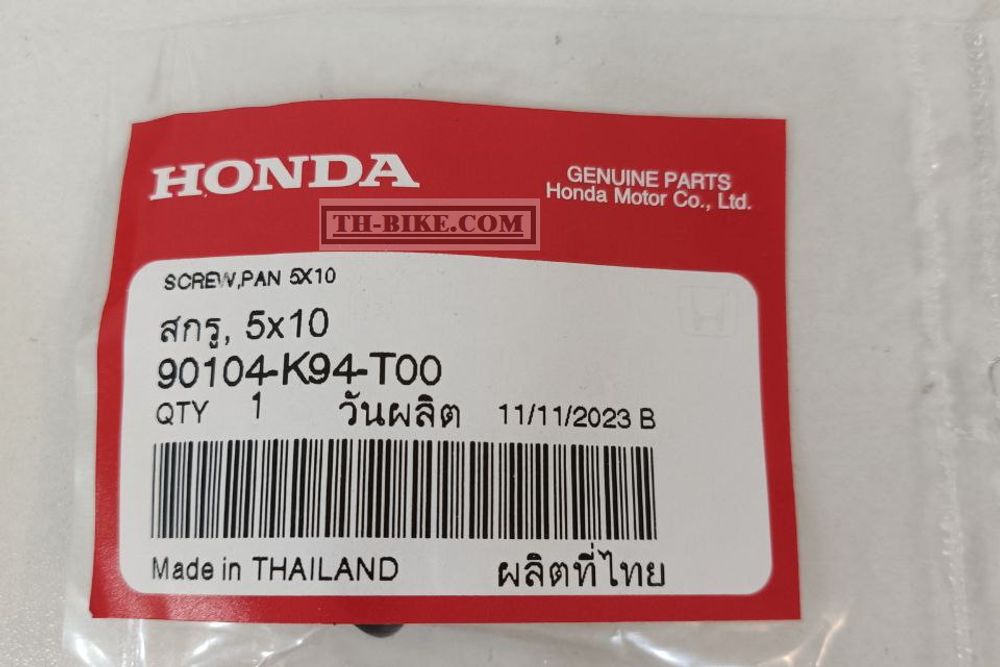 HONDA
GENUINE PARTS
Honda Motor Co., Ltd.
TH-BIKE.COM
SCREW,PAN 5X10
สกรู, 5x10
90104-K94-T00
QTY 1 วันผลิต 11/11/2023 B
Made in THAILAND ผลิตที่ไทย